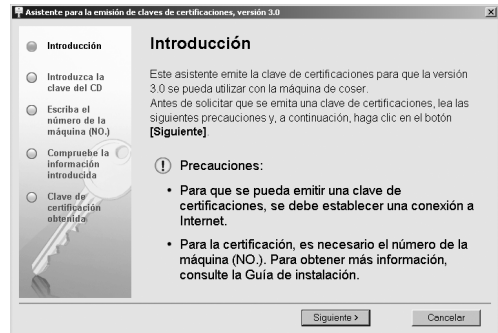 Asistente para la emisión de claves de certificaciones, versión 3.0
Introducción
Introduzca la
clave del CD
Escriba el
número de la
máquina (NO.)
Compruebe la
información
introducida
Clave de
certificación
obtenida
Introducción
Este asistente emite la clave de certificaciones para que la versión
3.0 se pueda utilizar con la máquina de coser.
Antes de solicitar que se emita una clave de certificaciones, lea las
siguientes precauciones y, a continuación, haga clic en el botón
[Siguiente].
Precauciones:
• Para que se pueda emitir una clave de
certificaciones, se debe establecer una conexión a
Internet.
• Para la certificación, es necesario el número de la
máquina (NO.). Para obtener más información,
consulte la Guía de instalación.
Siguiente >
Cancelar